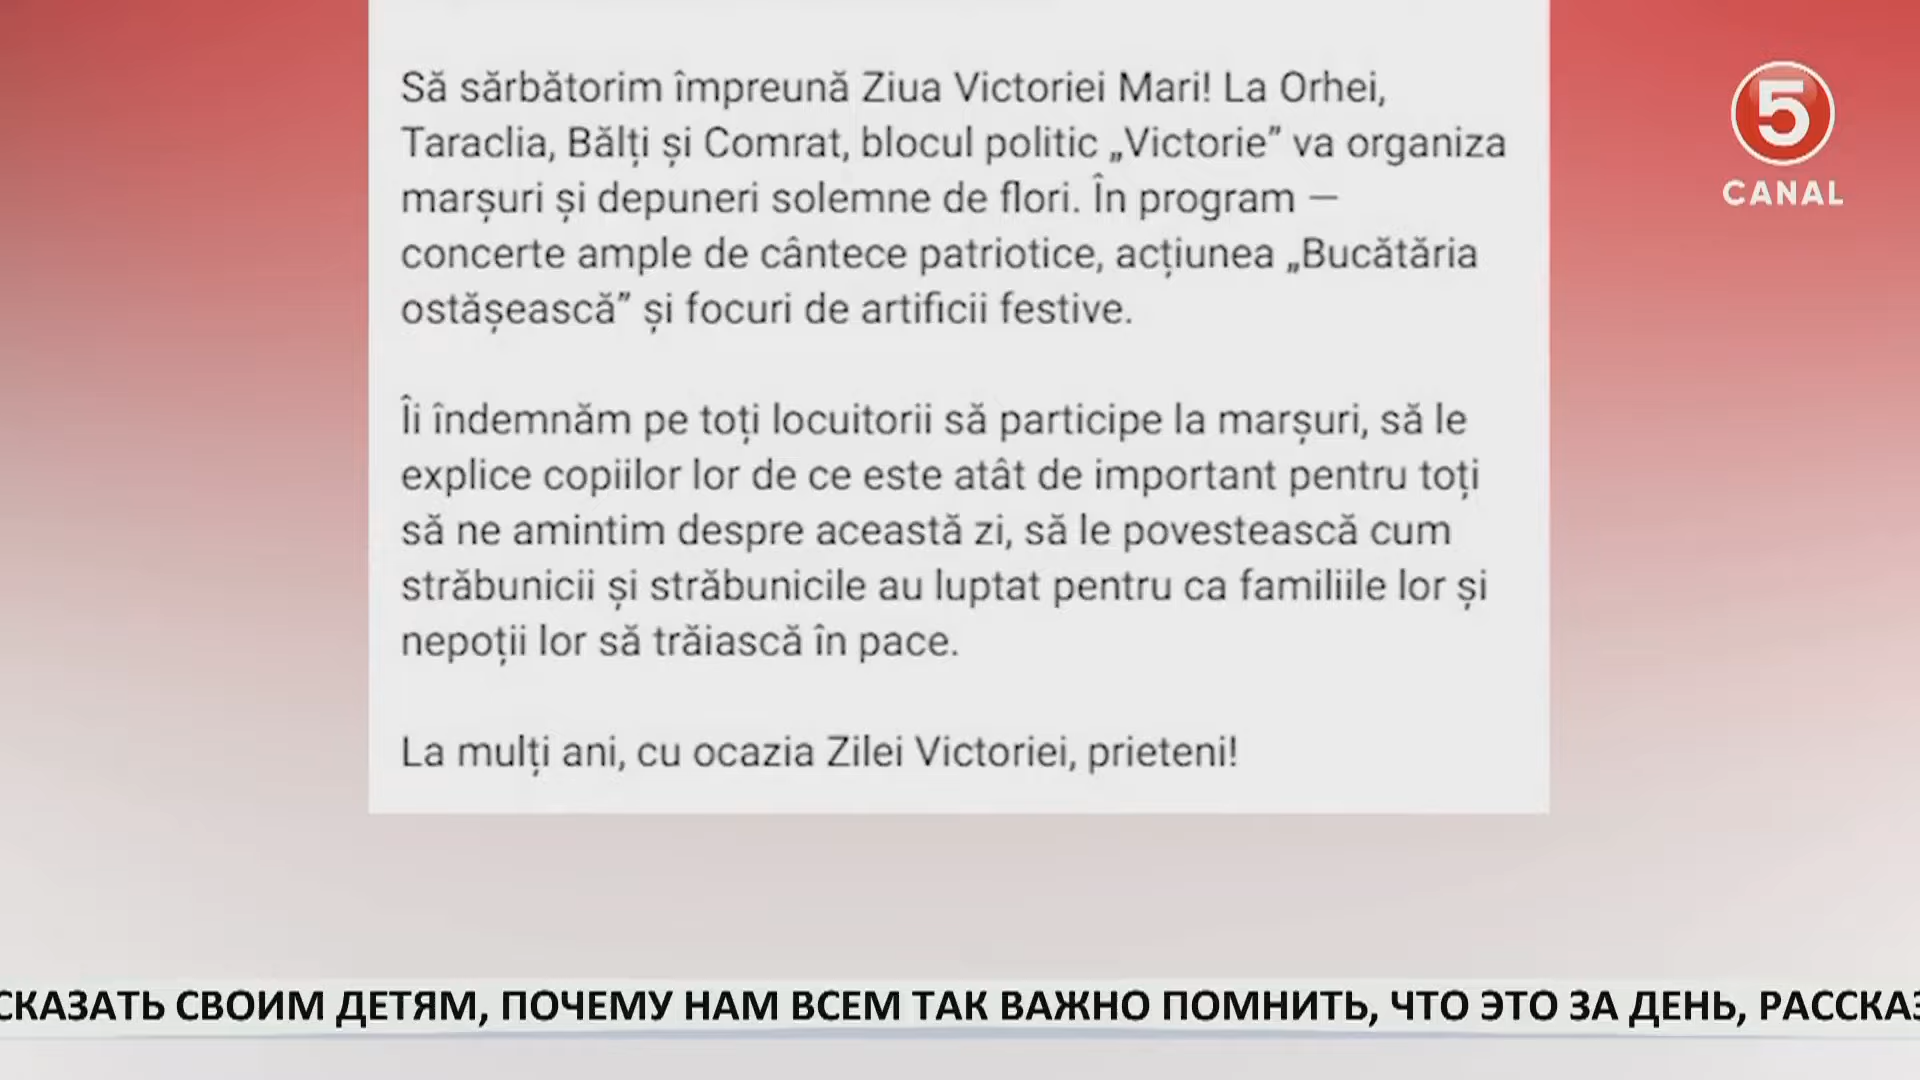 Să sărbătorim împreună Ziua Victoriei Mari! La Orhei,
Taraclia, Bălți și Comrat, blocul politic „Victorie” va organiza
marșuri și depuneri solemne de flori. În program —
concerte ample de cântece patriotice, acțiunea „Bucătăria
ostășească” și focuri de artificii festive.
Îi îndemnăm pe toți locuitorii să participe la marșuri, să le
explice copiilor lor de ce este atât de important pentru toți
să ne amintim despre această zi, să le povestească cum
străbunicii și străbunicile au luptat pentru ca familiile lor și
nepoții lor să trăiască în pace.
La mulți ani, cu ocazia Zilei Victoriei, prieteni!
5
CANAL
СКАЗАТЬ СВОИМ ДЕТЯМ, ПОЧЕМУ НАМ ВСЕМ ТАК ВАЖНО ПОМНИТЬ, ЧТО ЭТО ЗА ДЕНЬ, РАССКАЗ